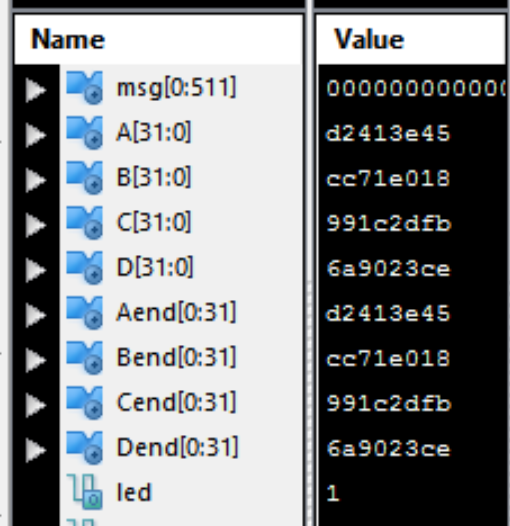 Name Value
msg[0:511] 000000000000
A[31:0] d2413e45
B[31:0] cc71e018
C[31:0] 991c2dfb
D[31:0] 6a9023ce
Aend[0:31] d2413e45
Bend[0:31] cc71e018
Cend[0:31] 991c2dfb
Dend[0:31] 6a9023ce
led 1